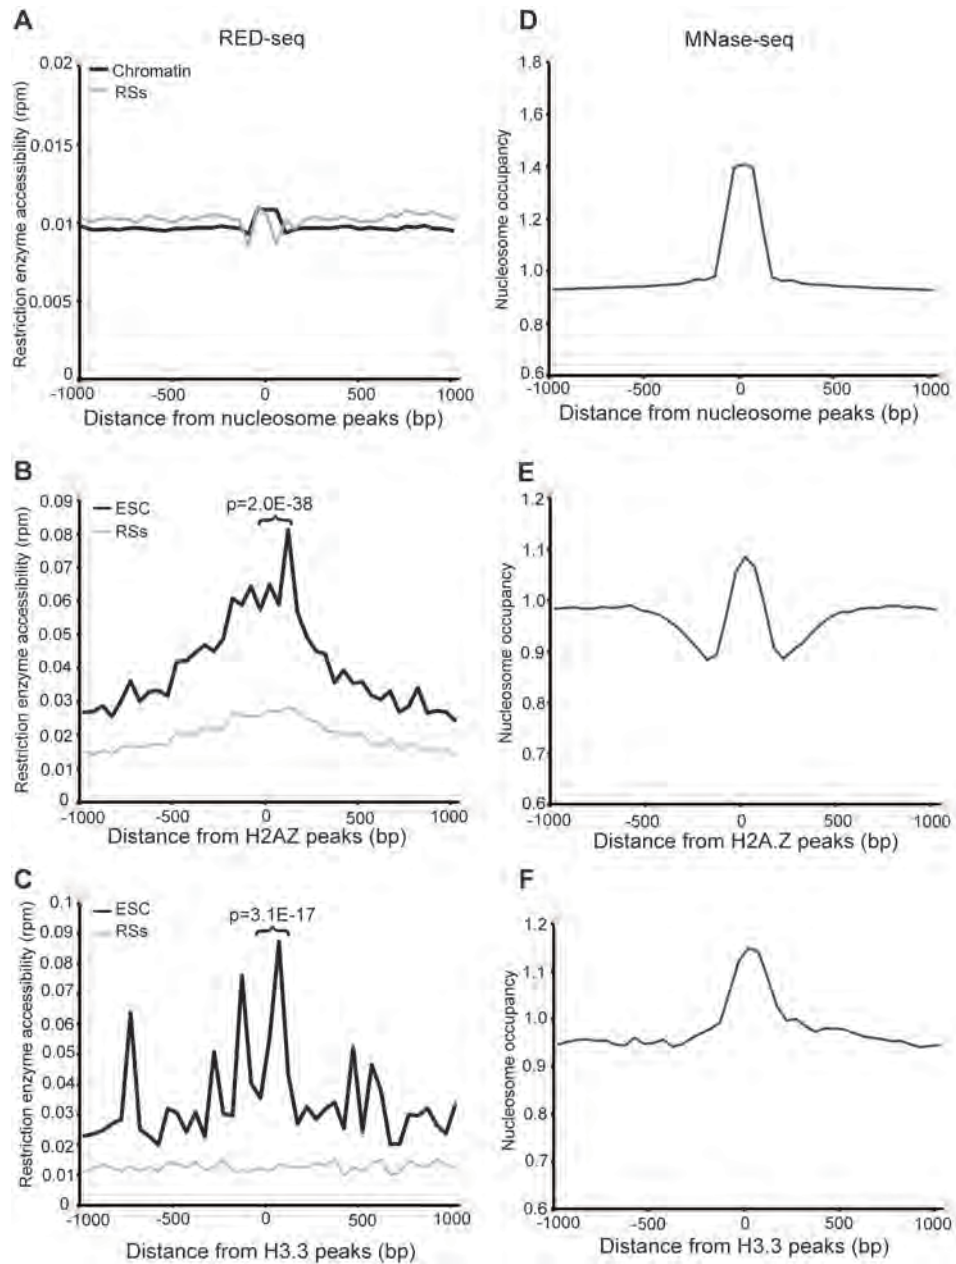 A
RED-seq
Chromatin
RSs
Restriction enzyme accessibility (rpm)
0.02
0.015
0.01
0.005
0
-1000 -500 0 500 1000
Distance from nucleosome peaks (bp)
D
MNase-seq
Nucleosome occupancy
1.8
1.6
1.4
1.2
1.0
0.8
0.6
-1000 -500 0 500 1000
Distance from nucleosome peaks (bp)
B
ESC
RSs
p=2.0E-38
Restriction enzyme accessibility (rpm)
0.09
0.08
0.07
0.06
0.05
0.04
0.03
0.02
0.01
0
-1000 -500 0 500 1000
Distance from H2AZ peaks (bp)
E
Nucleosome occupancy
1.2
1.1
1.0
0.9
0.8
0.7
0.6
-1000 -500 0 500 1000
Distance from H2A.Z peaks (bp)
C
ESC
RSs
p=3.1E-17
Restriction enzyme accessibility (rpm)
0.1
0.09
0.08
0.07
0.06
0.05
0.04
0.03
0.02
0.01
0
-1000 -500 0 500 1000
Distance from H3.3 peaks (bp)
F
Nucleosome occupancy
1.2
1.1
1.0
0.9
0.8
0.7
0.6
-1000 -500 0 500 1000
Distance from H3.3 peaks (bp)